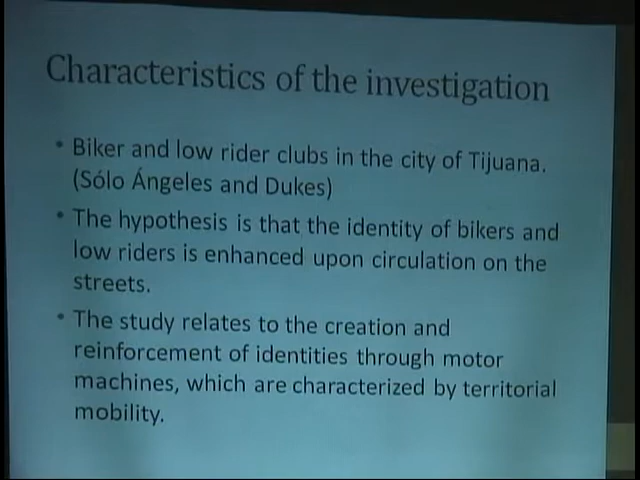 Characteristics of the investigation
• Biker and low rider clubs in the city of Tijuana.
(Sólo Ángeles and Dukes)
• The hypothesis is that the identity of bikers and
low riders is enhanced upon circulation on the
streets.
• The study relates to the creation and
reinforcement of identities through motor
machines, which are characterized by territorial
mobility.